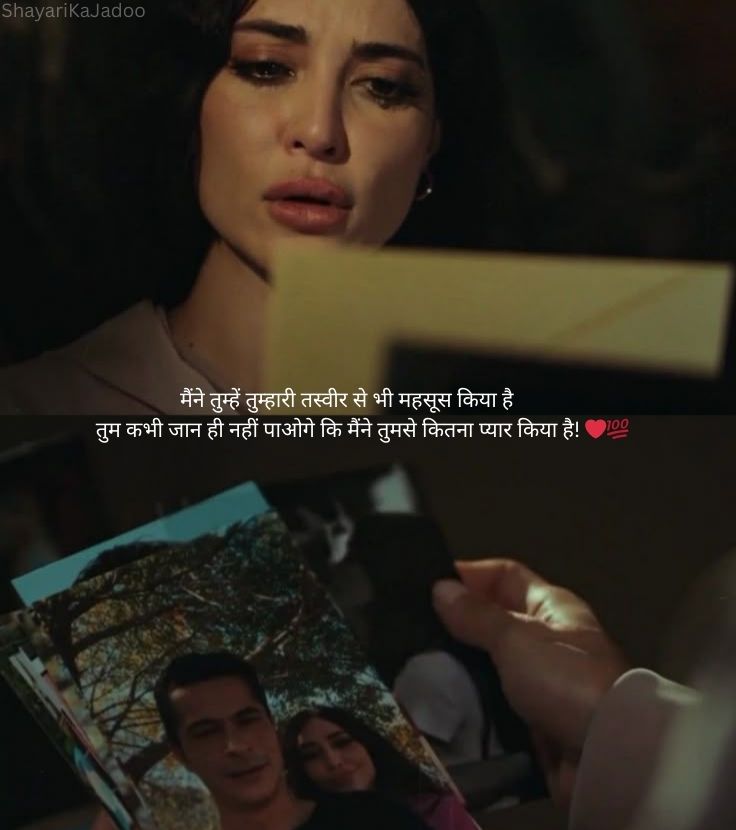 ShayariKaJadoo
मैंने तुम्हें तुम्हारी तस्वीर से भी महसूस किया है
तुम कभी जान ही नहीं पाओगे कि मैंने तुमसे कितना प्यार किया है! ❤️💯